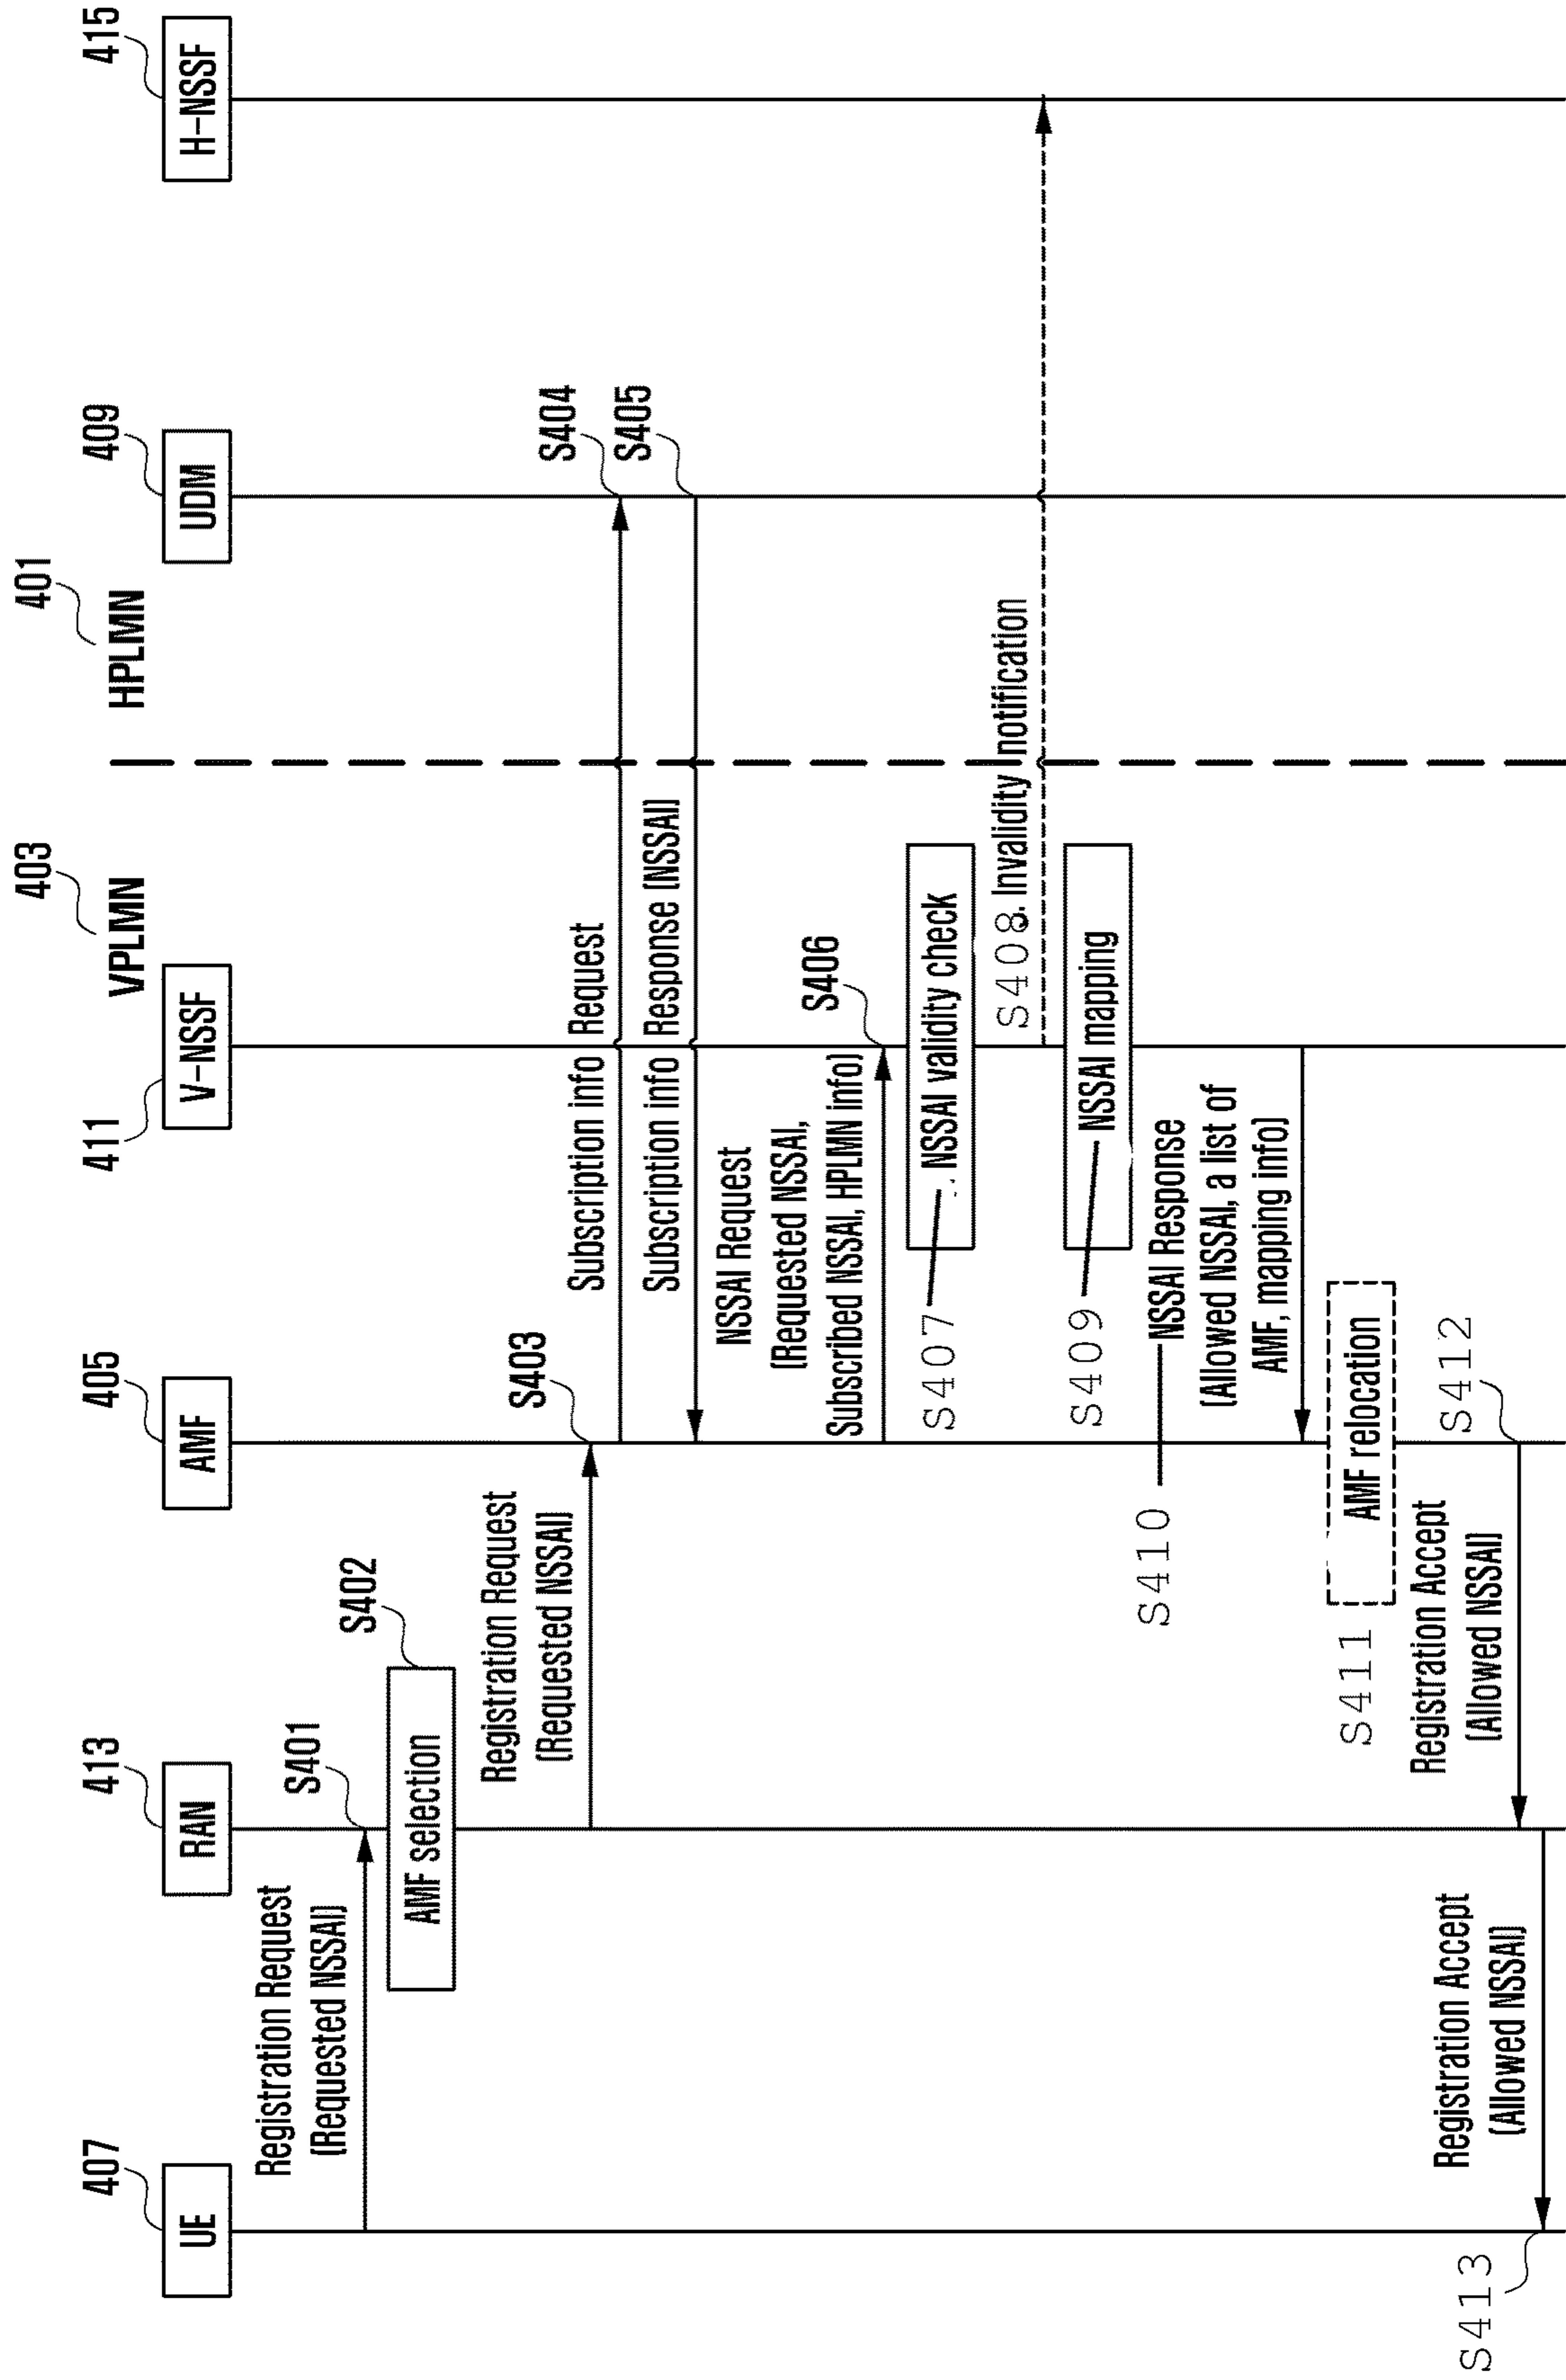 403
VPLMN
401
HPLMN
407
UE
413
RAN
405
AMF
411
V-NSSF
409
UDM
415
H-NSSF
Registration Request
(Requested NSSAI)
S401
AMF selection
S402
Registration Request
(Requested NSSAI)
S403
Subscription info Request
S404
Subscription info Response (NSSAI)
S405
NSSAI Request
(Requested NSSAI,
Subscribed NSSAI, HPLMN info)
S406
S407
NSSAI validity check
S408. Invalidity notification
S409
NSSAI mapping
S410
NSSAI Response
(Allowed NSSAI, a list of
AMF, mapping info)
S411
AMF relocation
Registration Accept
(Allowed NSSAI)
S412
Registration Accept
(Allowed NSSAI)
S413